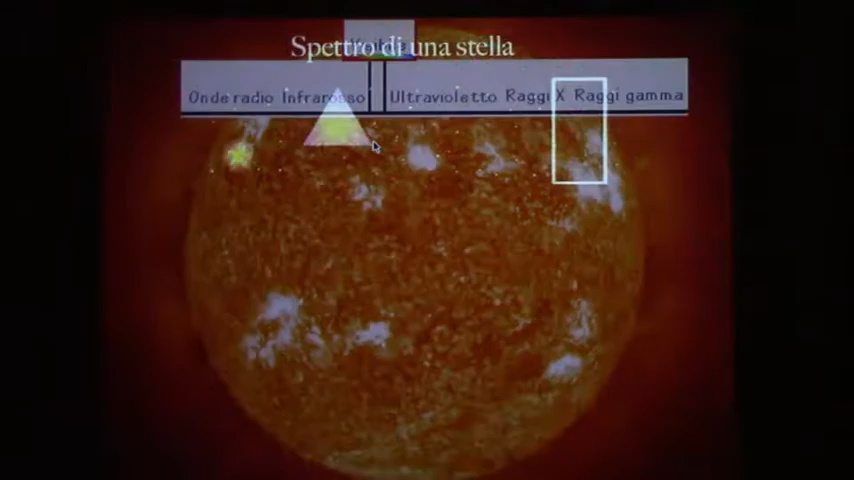 Spettro di una stella
Onde radio Infrarosso Ultravioletto Raggi X Raggi gamma